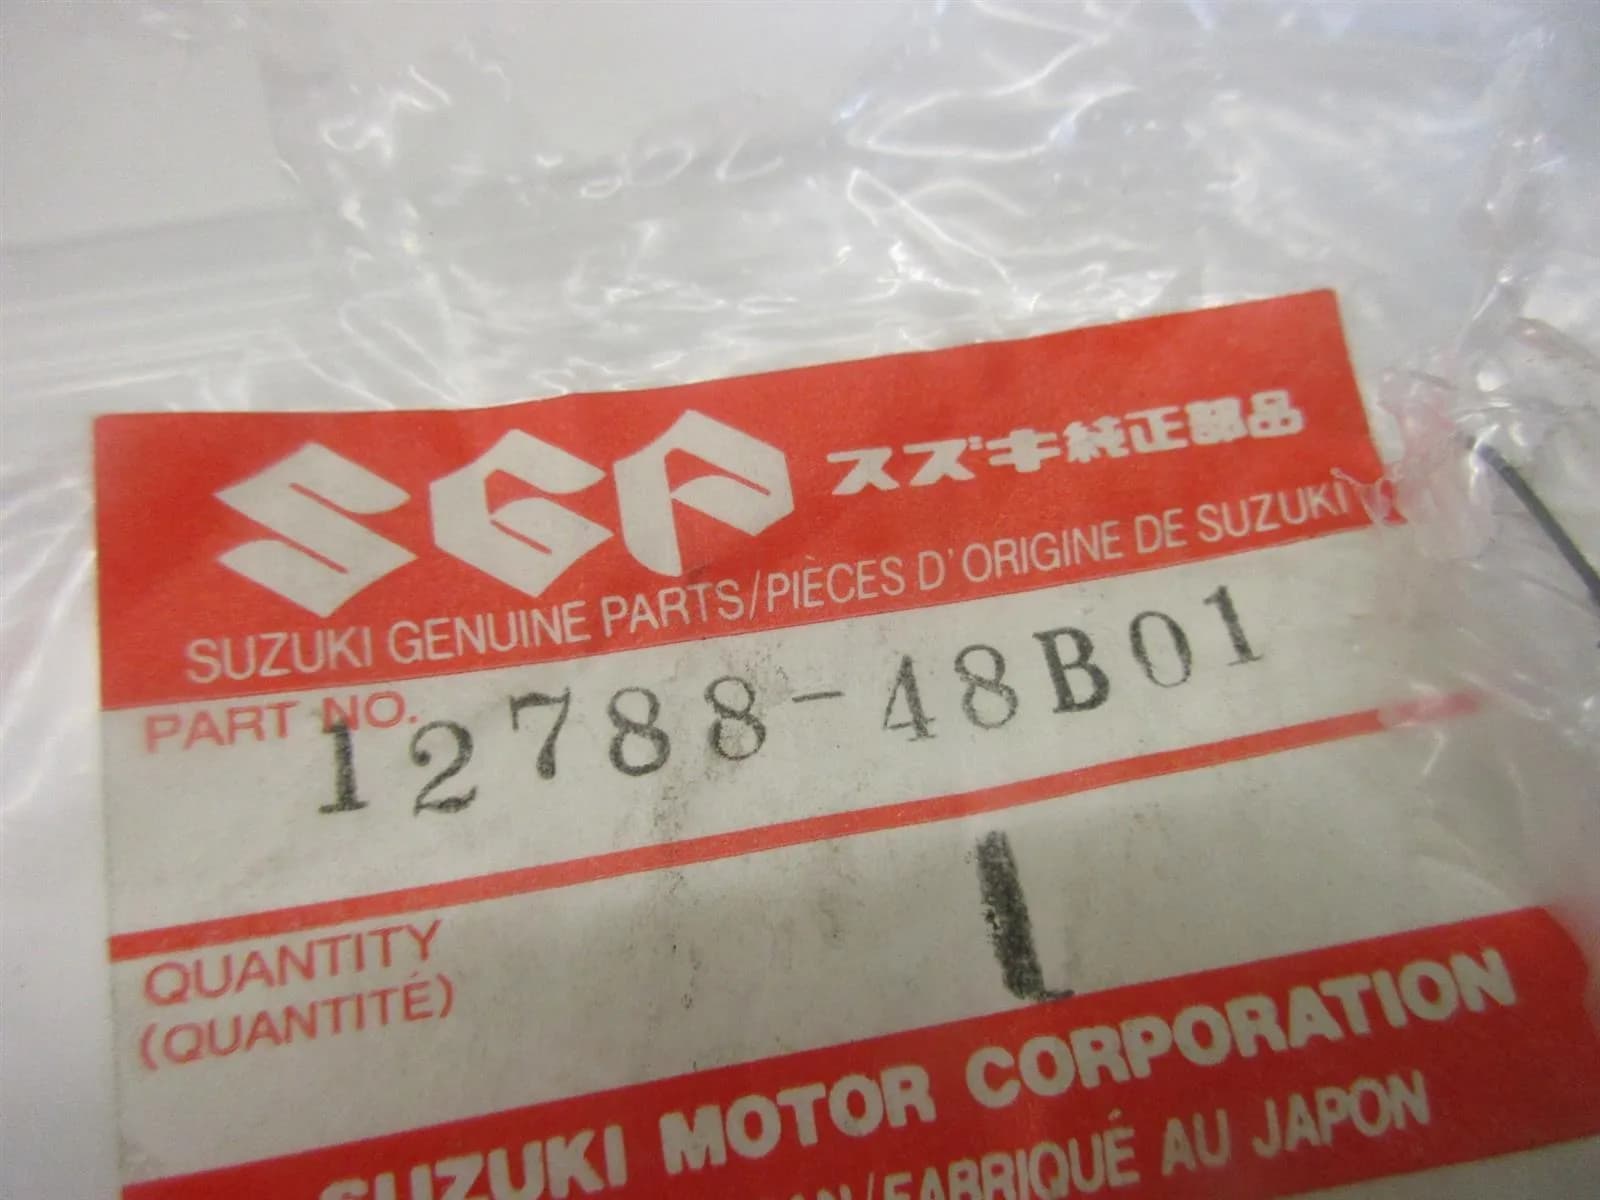 SGP スズキ純正部品
SUZUKI GENUINE PARTS/PIÈCES D'ORIGINE DE SUZUKI
PART NO. 12788-48B01
QUANTITY 1
(QUANTITÉ)
SUZUKI MOTOR CORPORATION
/FABRIQUÉ AU JAPON